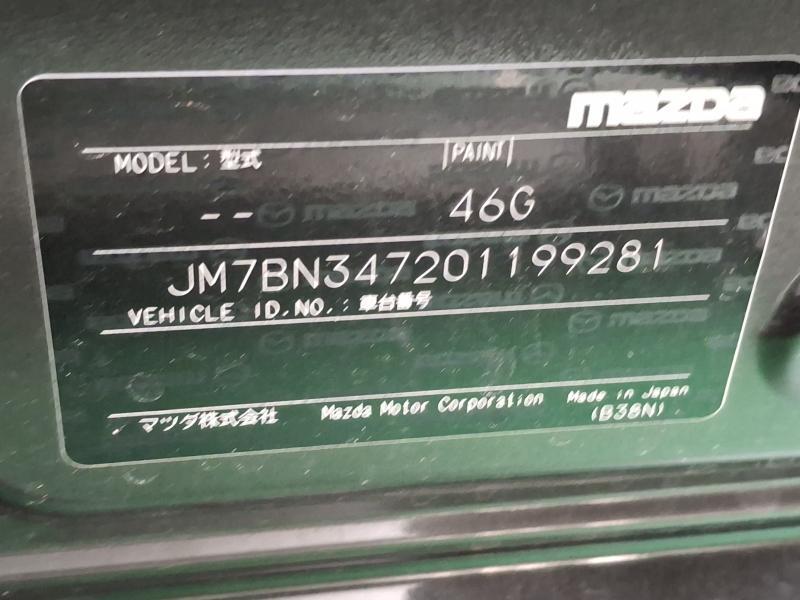 mazda
MODEL : 型式 |PAINT|
-- 46G
JM7BN347201199281
VEHICLE ID.NO. : 車台番号
マツダ株式会社 Mazda Motor Corporation Made in Japan
(B38N)